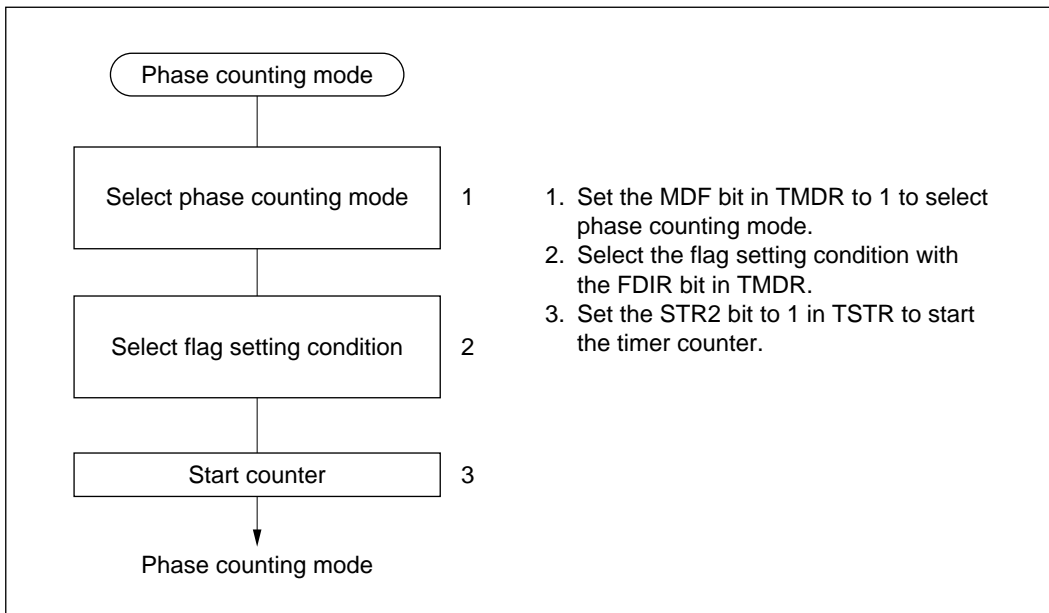 Phase counting mode
Select phase counting mode 1
Select flag setting condition 2
Start counter 3
Phase counting mode
1. Set the MDF bit in TMDR to 1 to select
phase counting mode.
2. Select the flag setting condition with
the FDIR bit in TMDR.
3. Set the STR2 bit to 1 in TSTR to start
the timer counter.